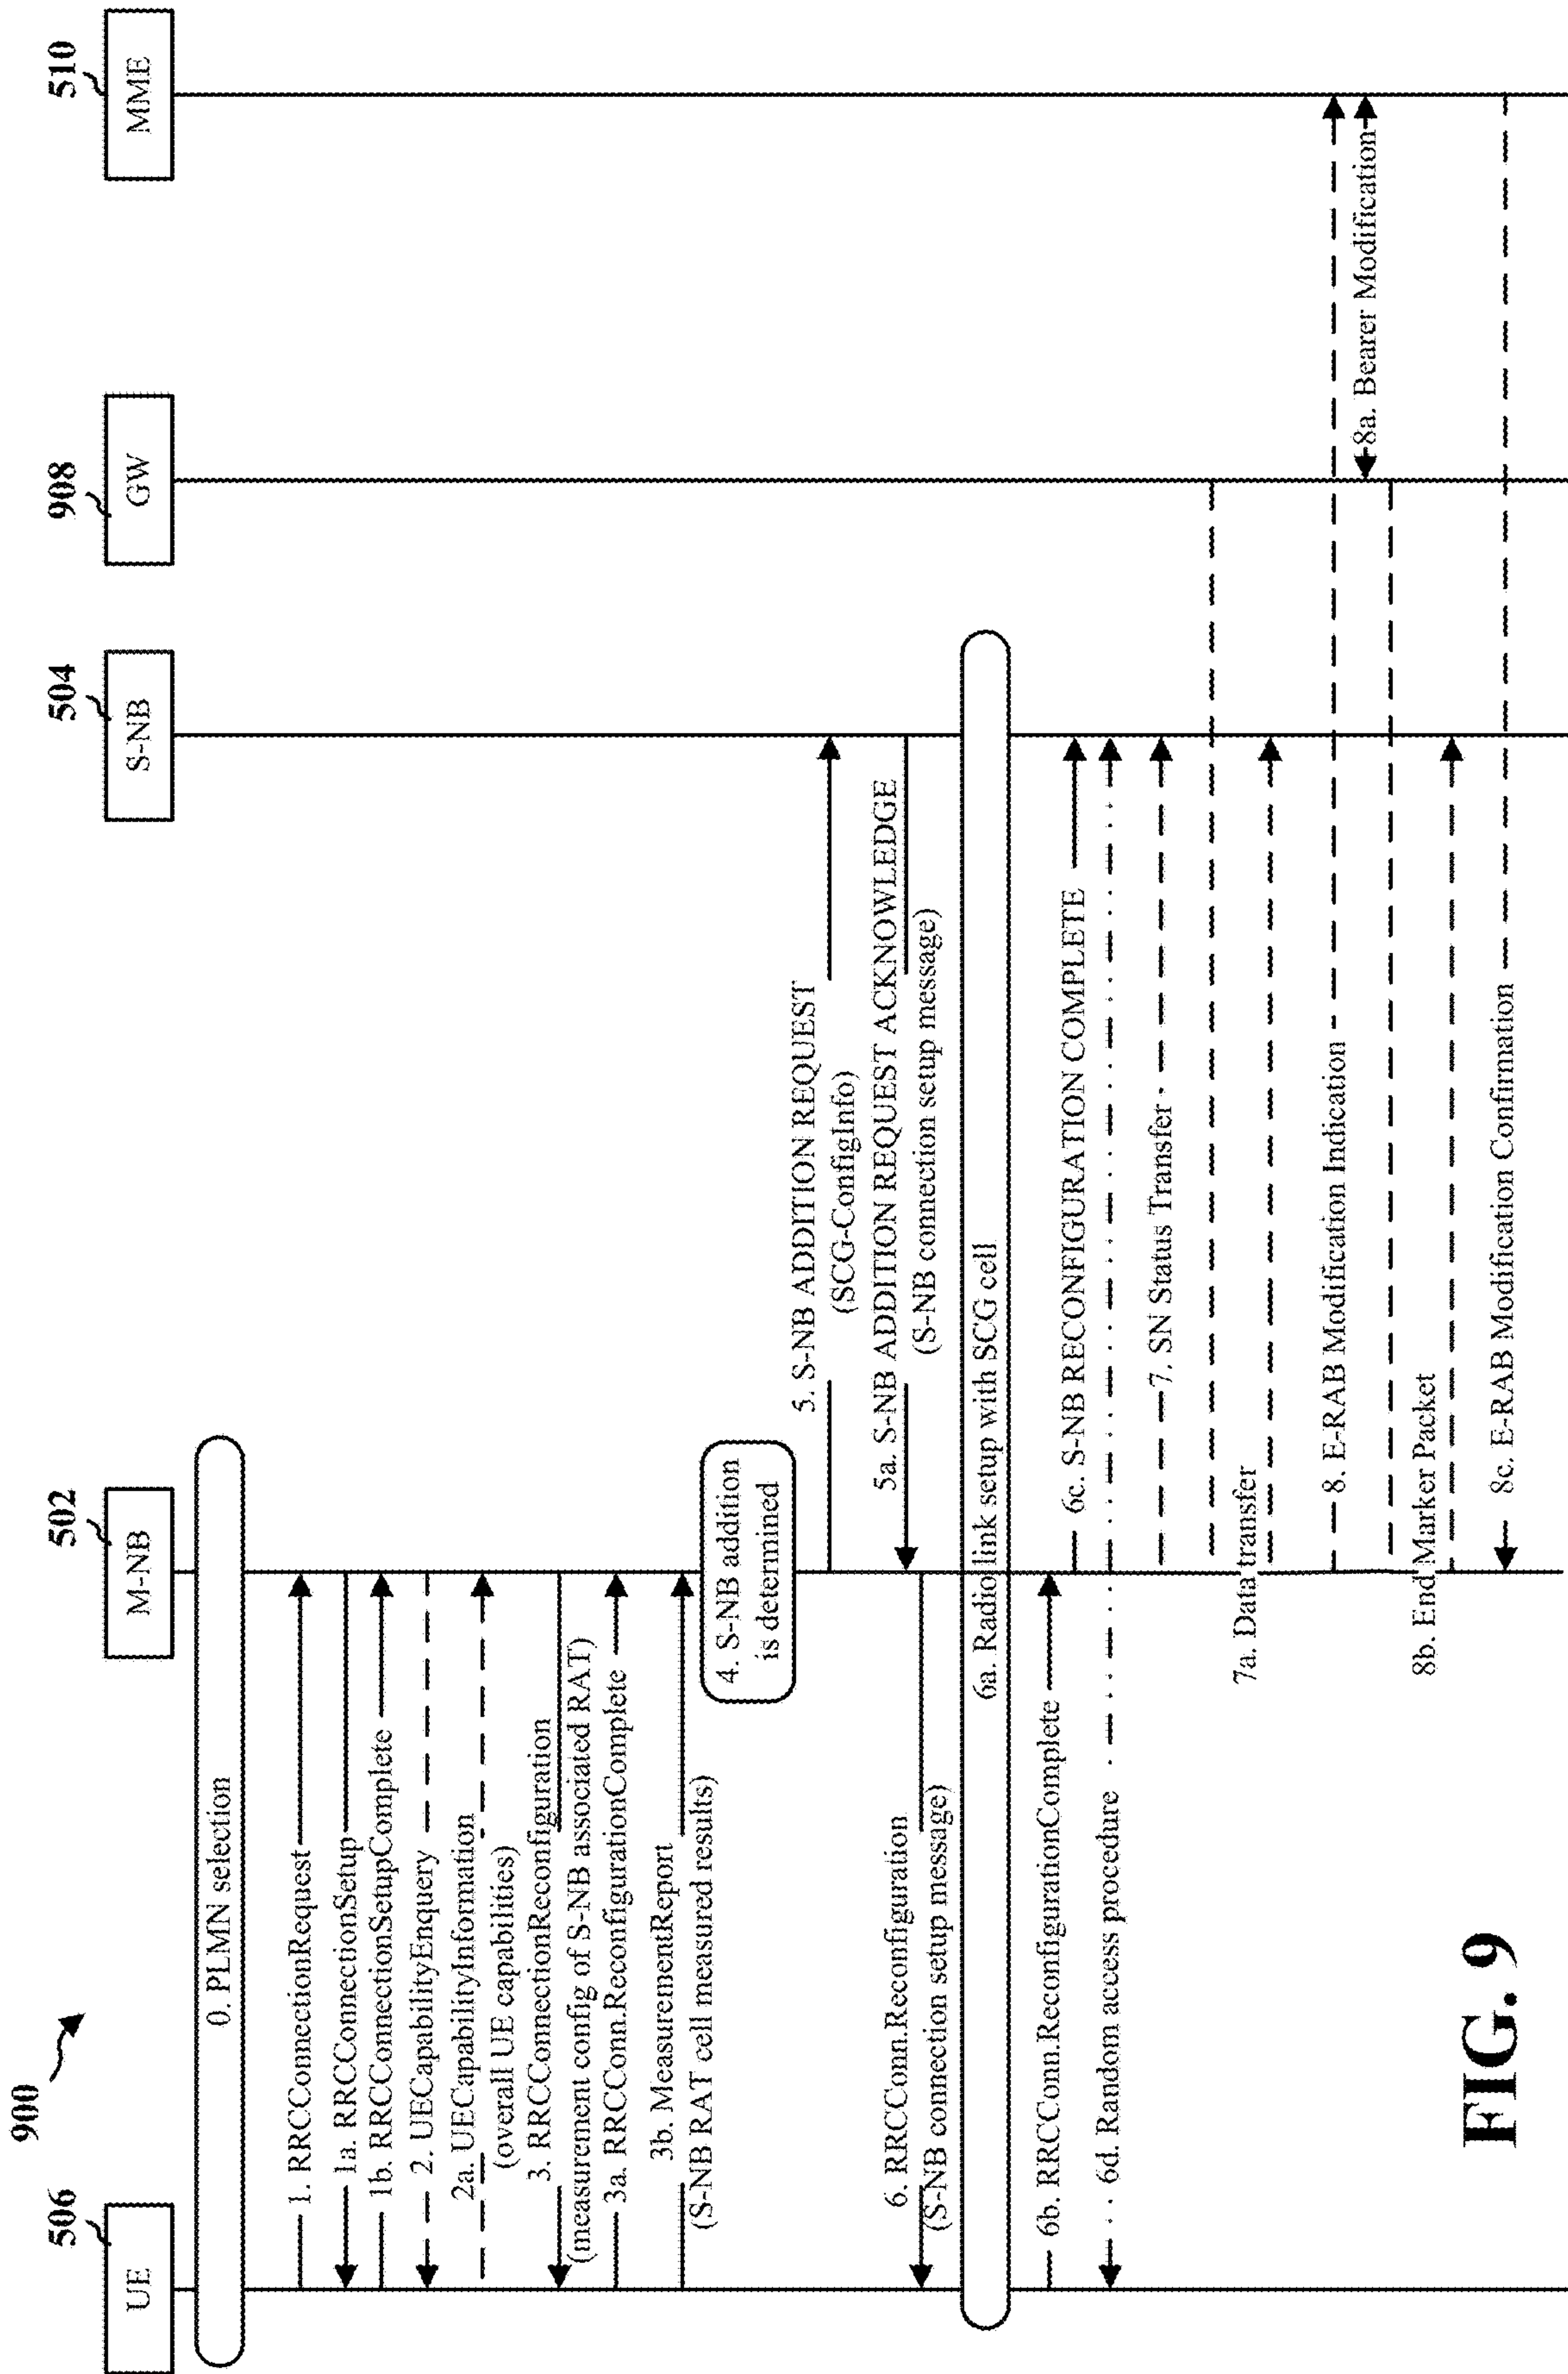 900
506
UE
502
M-NB
504
S-NB
908
GW
510
MME
0. PLMN selection
1. RRCConnectionRequest
1a. RRCConnectionSetup
1b. RRCConnectionSetupComplete
2. UECapabilityEnquery
2a. UECapabilityInformation
(overall UE capabilities)
3. RRCConnectionReconfiguration
(measurement config of S-NB associated RAT)
3a. RRCConn.ReconfigurationComplete
3b. MeasurementReport
(S-NB RAT cell measured results)
4. S-NB addition
is determined
5. S-NB ADDITION REQUEST
(SCG-ConfigInfo)
5a. S-NB ADDITION REQUEST ACKNOWLEDGE
(S-NB connection setup message)
6. RRCConn.Reconfiguration
(S-NB connection setup message)
6a. Radio link setup with SCG cell
6b. RRCConn.ReconfigurationComplete
6c. S-NB RECONFIGURATION COMPLETE
6d. Random access procedure
7. SN Status Transfer
7a. Data transfer
8. E-RAB Modification Indication
8a. Bearer Modification
8b. End Marker Packet
8c. E-RAB Modification Confirmation
FIG. 9